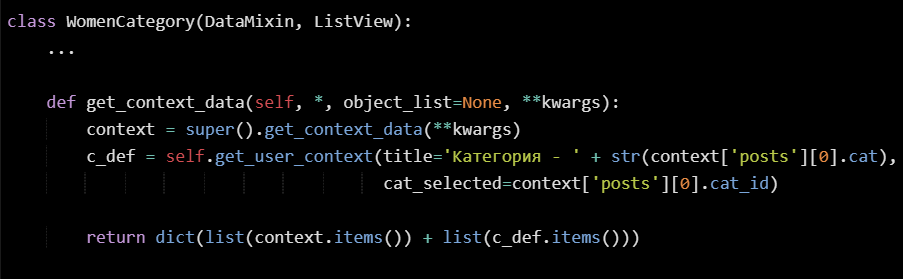 class WomenCategory(DataMixin, ListView):
    ...
    def get_context_data(self, *, object_list=None, **kwargs):
        context = super().get_context_data(**kwargs)
        c_def = self.get_user_context(title='Категория - ' + str(context['posts'][0].cat),
                                      cat_selected=context['posts'][0].cat_id)
        return dict(list(context.items()) + list(c_def.items()))